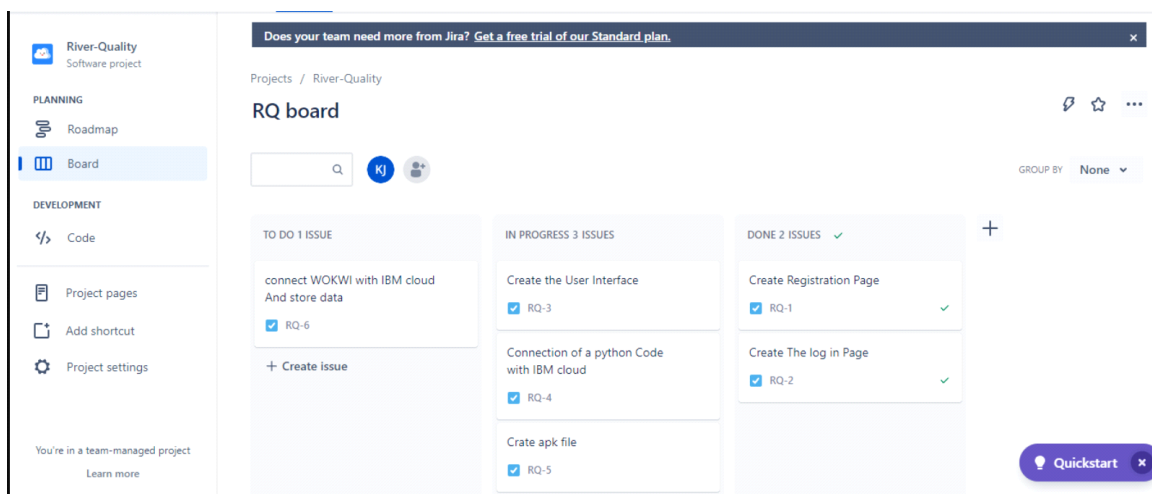 River-Quality
Software project
PLANNING
Roadmap
Board
DEVELOPMENT
Code
Project pages
Add shortcut
Project settings
You're in a team-managed project
Learn more
Does your team need more from Jira? Get a free trial of our Standard plan.
Projects / River-Quality
RQ board
KJ
GROUP BY None
TO DO 1 ISSUE
connect WOKWI with IBM cloud
And store data
RQ-6
+ Create issue
IN PROGRESS 3 ISSUES
Create the User Interface
RQ-3
Connection of a python Code
with IBM cloud
RQ-4
Crate apk file
RQ-5
DONE 2 ISSUES
Create Registration Page
RQ-1
Create The log in Page
RQ-2
Quickstart